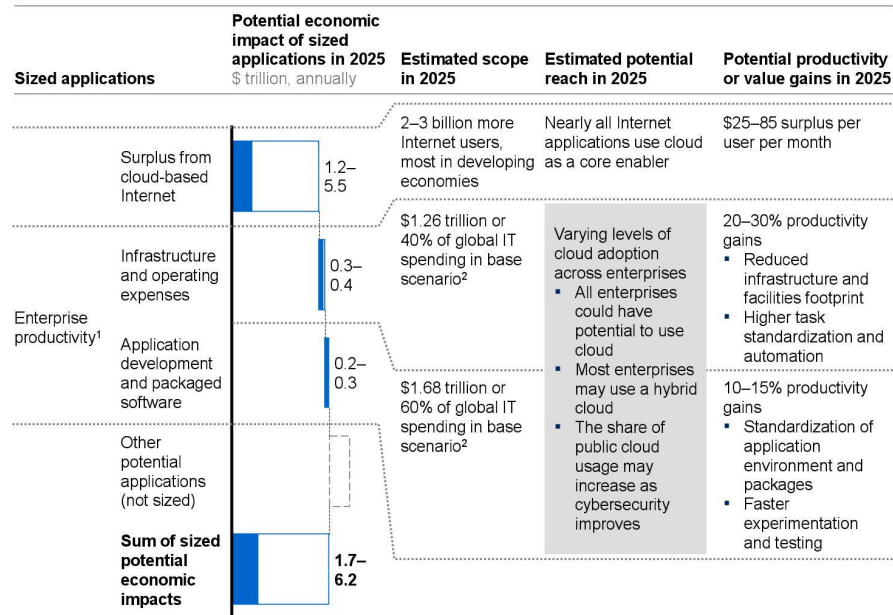 Sized applications
Potential economic
impact of sized
applications in 2025
$ trillion, annually
Estimated scope
in 2025
Estimated potential
reach in 2025
Potential productivity
or value gains in 2025
Surplus from
cloud-based
Internet
1.2–
5.5
2–3 billion more
Internet users,
most in developing
economies
Nearly all Internet
applications use cloud
as a core enabler
$25–85 surplus per
user per month
Enterprise
productivity¹
Infrastructure
and operating
expenses
0.3–
0.4
$1.26 trillion or
40% of global IT
spending in base
scenario²
Varying levels of
cloud adoption
across enterprises
▪ All enterprises
could have
potential to use
cloud
▪ Most enterprises
may use a hybrid
cloud
▪ The share of
public cloud
usage may
increase as
cybersecurity
improves
20–30% productivity
gains
▪ Reduced
infrastructure and
facilities footprint
▪ Higher task
standardization and
automation
Application
development
and packaged
software
0.2–
0.3
$1.68 trillion or
60% of global IT
spending in base
scenario²
10–15% productivity
gains
▪ Standardization of
application
environment and
packages
▪ Faster
experimentation
and testing
Other
potential
applications
(not sized)
Sum of sized
potential
economic
impacts
1.7–
6.2